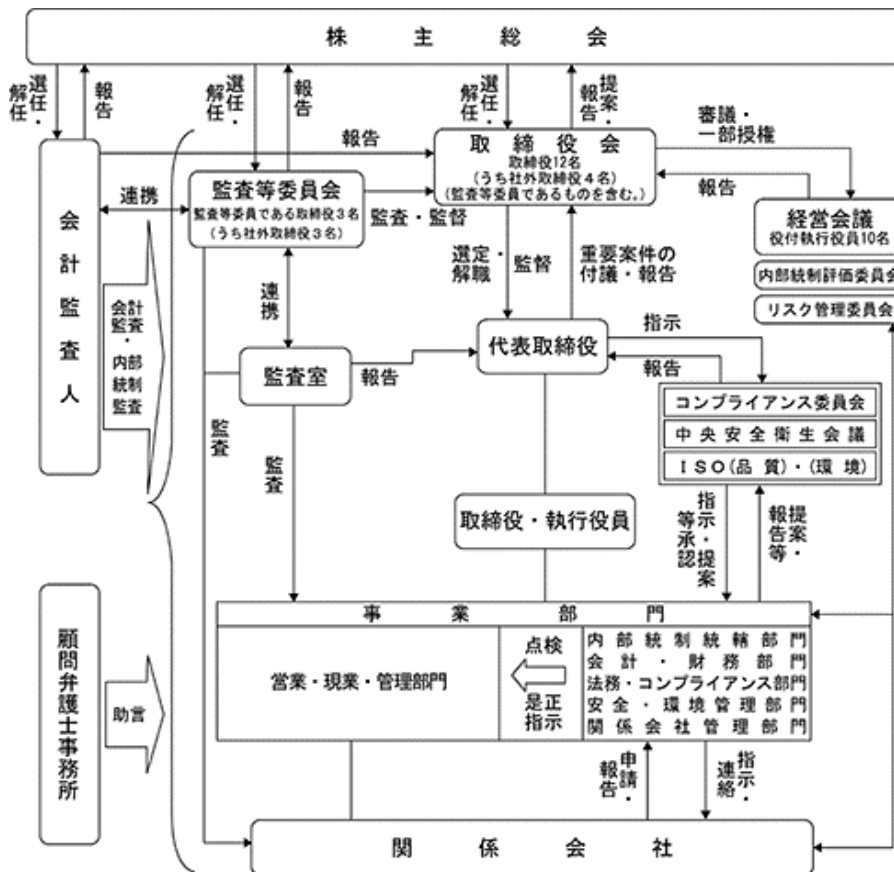 株主総会
選任・
解任
報告
選任・
解任
報告
選任・
解任
提案・
報告
審議・
一部授権
報告
報告
取締役会
取締役12名
(うち社外取締役4名)
(監査等委員であるものを含む。)
監査等委員会
監査等委員である取締役3名
(うち社外取締役3名)
連携
監査・監督
経営会議
役付執行役員10名
内部統制評価委員会
リスク管理委員会
会計監査人
会計
監査・
内部
統制
監査
連携
選定・
解職
監督
重要案件の
付議・報告
代表取締役
指示
報告
監査室
報告
監査
監査
コンプライアンス委員会
中央安全衛生会議
ISO(品質)・(環境)
取締役・執行役員
指示・提案
等承認
提案・
報告等
事業部門
営業・現業・管理部門
点検
是正
指示
内部統制統轄部門
会計・財務部門
法務・コンプライアンス部門
安全・環境管理部門
関係会社管理部門
顧問弁護士事務所
助言
申請・
報告
指示・
連絡
関係会社